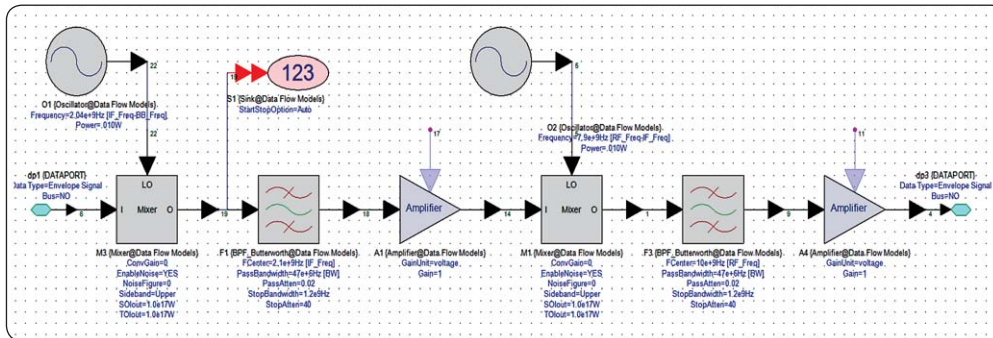 22
O1 {Oscillator@Data Flow Models}
Frequency=2.04e+9Hz [IF_Freq-BB_Freq]
Power=.010W
22
123
S1 {Sink@Data Flow Models}
StartStopOption=Auto
O2 {Oscillator@Data Flow Models}
Frequency=7.9e+9Hz [RF_Freq-IF_Freq]
Power=.010W
dp1 {DATAPORT}
Data Type=Envelope Signal
Bus=NO
6
LO
I Mixer O
M3 {Mixer@Data Flow Models}
ConvGain=0
EnableNoise=YES
NoiseFigure=0
Sideband=Upper
SOIout=1.0e17W
TOIout=1.0e17W
19
F1 {BPF_Butterworth@Data Flow Models}
FCenter=2.1e+9Hz [IF_Freq]
PassBandwidth=47e+6Hz [BW]
PassAtten=0.02
StopBandwidth=1.2e9Hz
StopAtten=40
18
17
Amplifier
A1 {Amplifier@Data Flow Models}
GainUnit=voltage
Gain=1
14
LO
I Mixer O
M1 {Mixer@Data Flow Models}
ConvGain=0
EnableNoise=YES
NoiseFigure=0
Sideband=Upper
SOIout=1.0e17W
TOIout=1.0e17W
1
F3 {BPF_Butterworth@Data Flow Models}
FCenter=10e+9Hz [RF_Freq]
PassBandwidth=47e+6Hz [BW]
PassAtten=0.02
StopBandwidth=1.2e9Hz
StopAtten=40
9
11
Amplifier
A4 {Amplifier@Data Flow Models}
GainUnit=voltage
Gain=1
4
dp3 {DATAPORT}
Data Type=Envelope Signal
Bus=NO